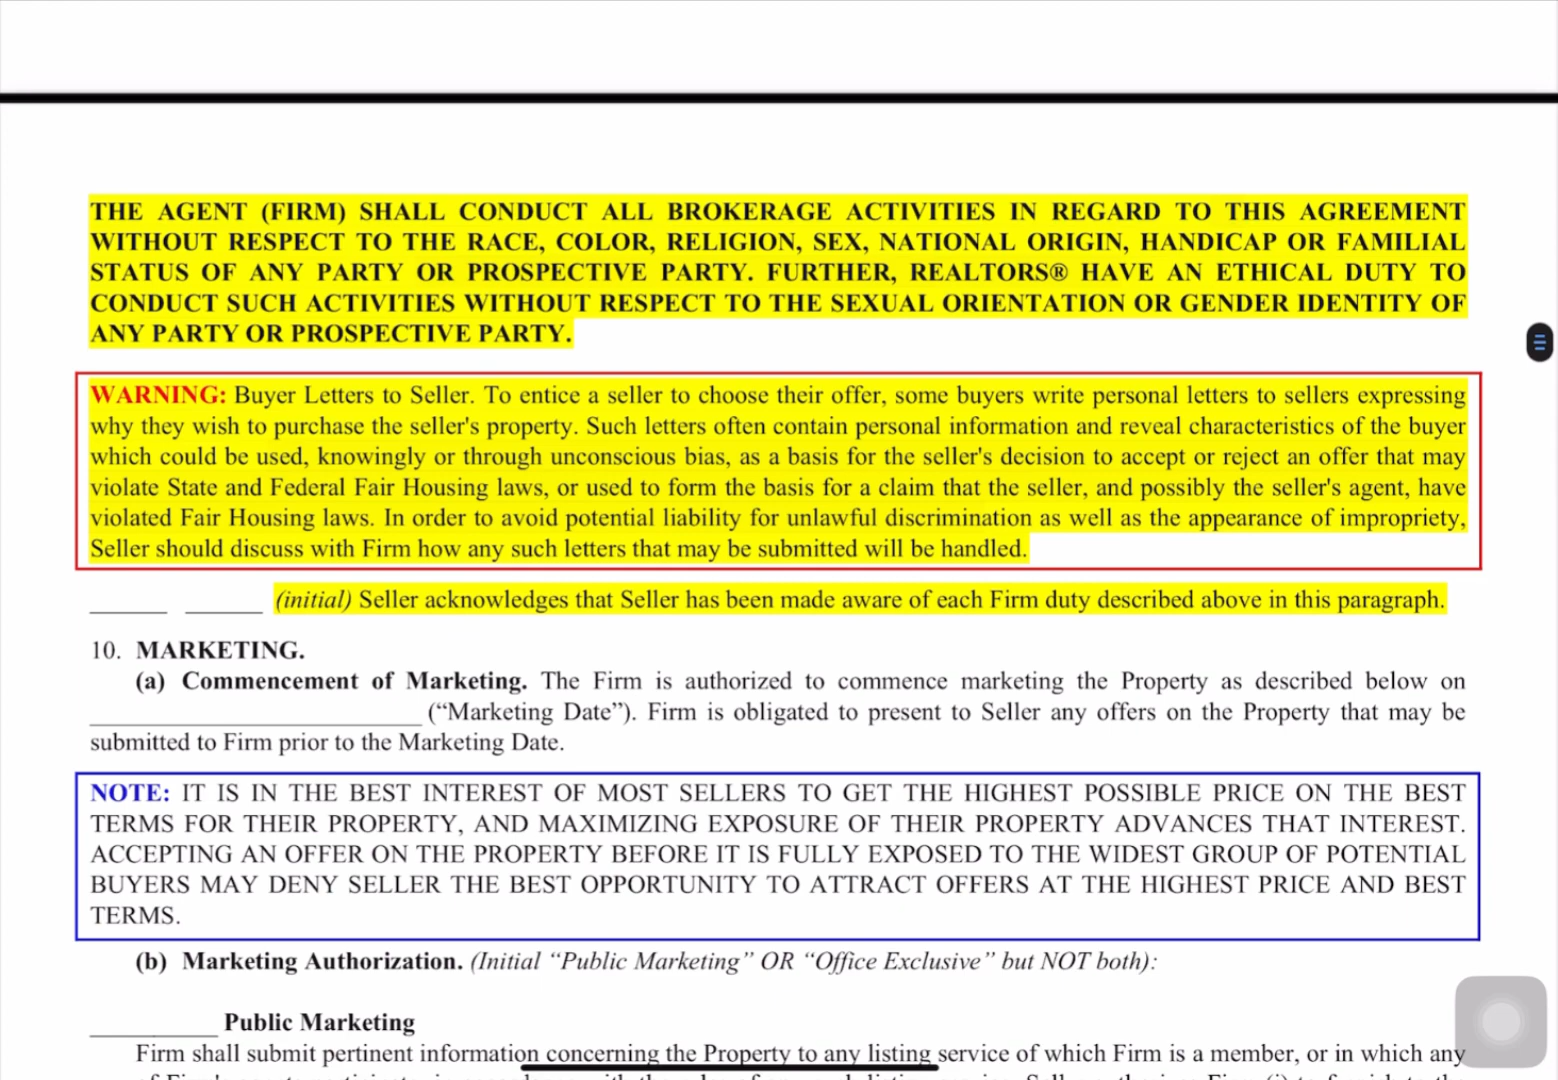 THE AGENT (FIRM) SHALL CONDUCT ALL BROKERAGE ACTIVITIES IN REGARD TO THIS AGREEMENT
WITHOUT RESPECT TO THE RACE, COLOR, RELIGION, SEX, NATIONAL ORIGIN, HANDICAP OR FAMILIAL
STATUS OF ANY PARTY OR PROSPECTIVE PARTY. FURTHER, REALTORS® HAVE AN ETHICAL DUTY TO
CONDUCT SUCH ACTIVITIES WITHOUT RESPECT TO THE SEXUAL ORIENTATION OR GENDER IDENTITY OF
ANY PARTY OR PROSPECTIVE PARTY.
WARNING: Buyer Letters to Seller. To entice a seller to choose their offer, some buyers write personal letters to sellers expressing
why they wish to purchase the seller's property. Such letters often contain personal information and reveal characteristics of the buyer
which could be used, knowingly or through unconscious bias, as a basis for the seller's decision to accept or reject an offer that may
violate State and Federal Fair Housing laws, or used to form the basis for a claim that the seller, and possibly the seller's agent, have
violated Fair Housing laws. In order to avoid potential liability for unlawful discrimination as well as the appearance of impropriety,
Seller should discuss with Firm how any such letters that may be submitted will be handled.
______ ______ (initial) Seller acknowledges that Seller has been made aware of each Firm duty described above in this paragraph.
10. MARKETING.
(a) Commencement of Marketing. The Firm is authorized to commence marketing the Property as described below on
__________________________ (“Marketing Date”). Firm is obligated to present to Seller any offers on the Property that may be
submitted to Firm prior to the Marketing Date.
NOTE: IT IS IN THE BEST INTEREST OF MOST SELLERS TO GET THE HIGHEST POSSIBLE PRICE ON THE BEST
TERMS FOR THEIR PROPERTY, AND MAXIMIZING EXPOSURE OF THEIR PROPERTY ADVANCES THAT INTEREST.
ACCEPTING AN OFFER ON THE PROPERTY BEFORE IT IS FULLY EXPOSED TO THE WIDEST GROUP OF POTENTIAL
BUYERS MAY DENY SELLER THE BEST OPPORTUNITY TO ATTRACT OFFERS AT THE HIGHEST PRICE AND BEST
TERMS.
(b) Marketing Authorization. (Initial “Public Marketing” OR “Office Exclusive” but NOT both):
__________ Public Marketing
Firm shall submit pertinent information concerning the Property to any listing service of which Firm is a member, or in which any